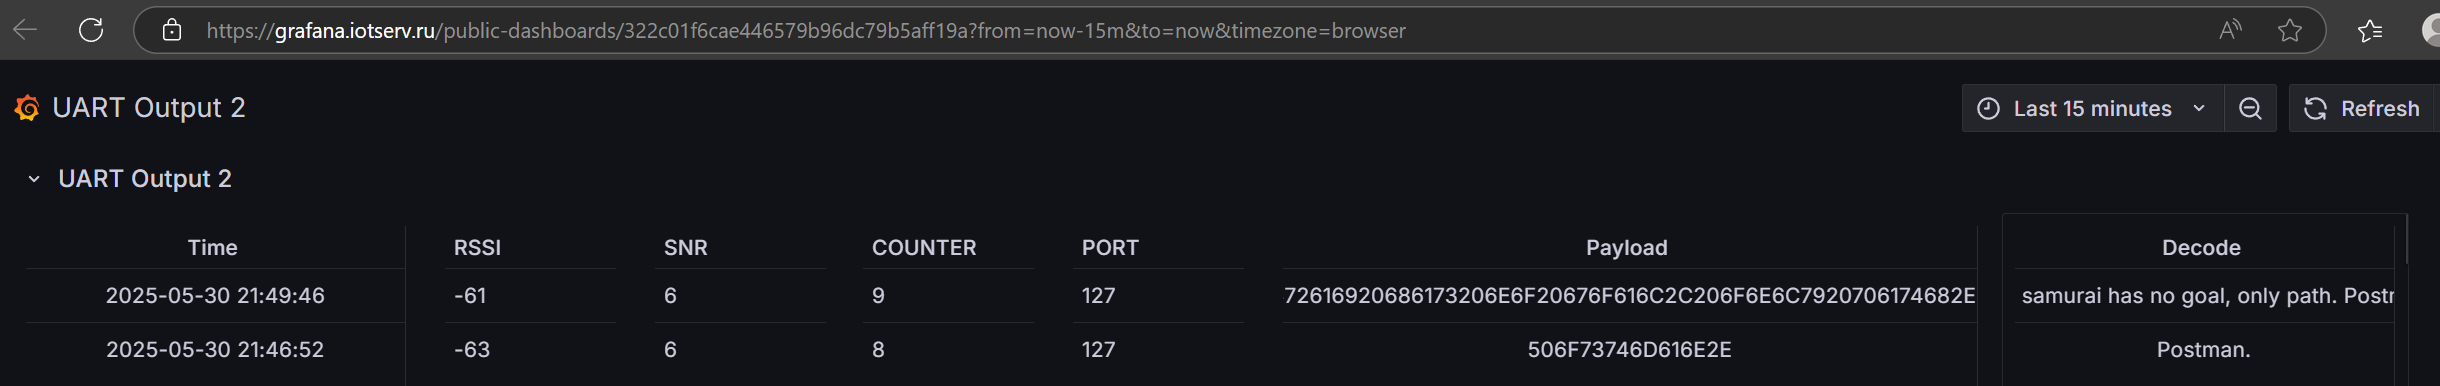 https://grafana.iotserv.ru/public-dashboards/322c01f6cae446579b96dc79b5aff19a?from=now-15m&to=now&timezone=browser
UART Output 2
Last 15 minutes
Refresh
UART Output 2
Time RSSI SNR COUNTER PORT Payload Decode
2025-05-30 21:49:46 -61 6 9 127 72616920686173206E6F20676F616C2C206F6E6C7920706174682E samurai has no goal, only path. Post
2025-05-30 21:46:52 -63 6 8 127 506F73746D616E2E Postman.